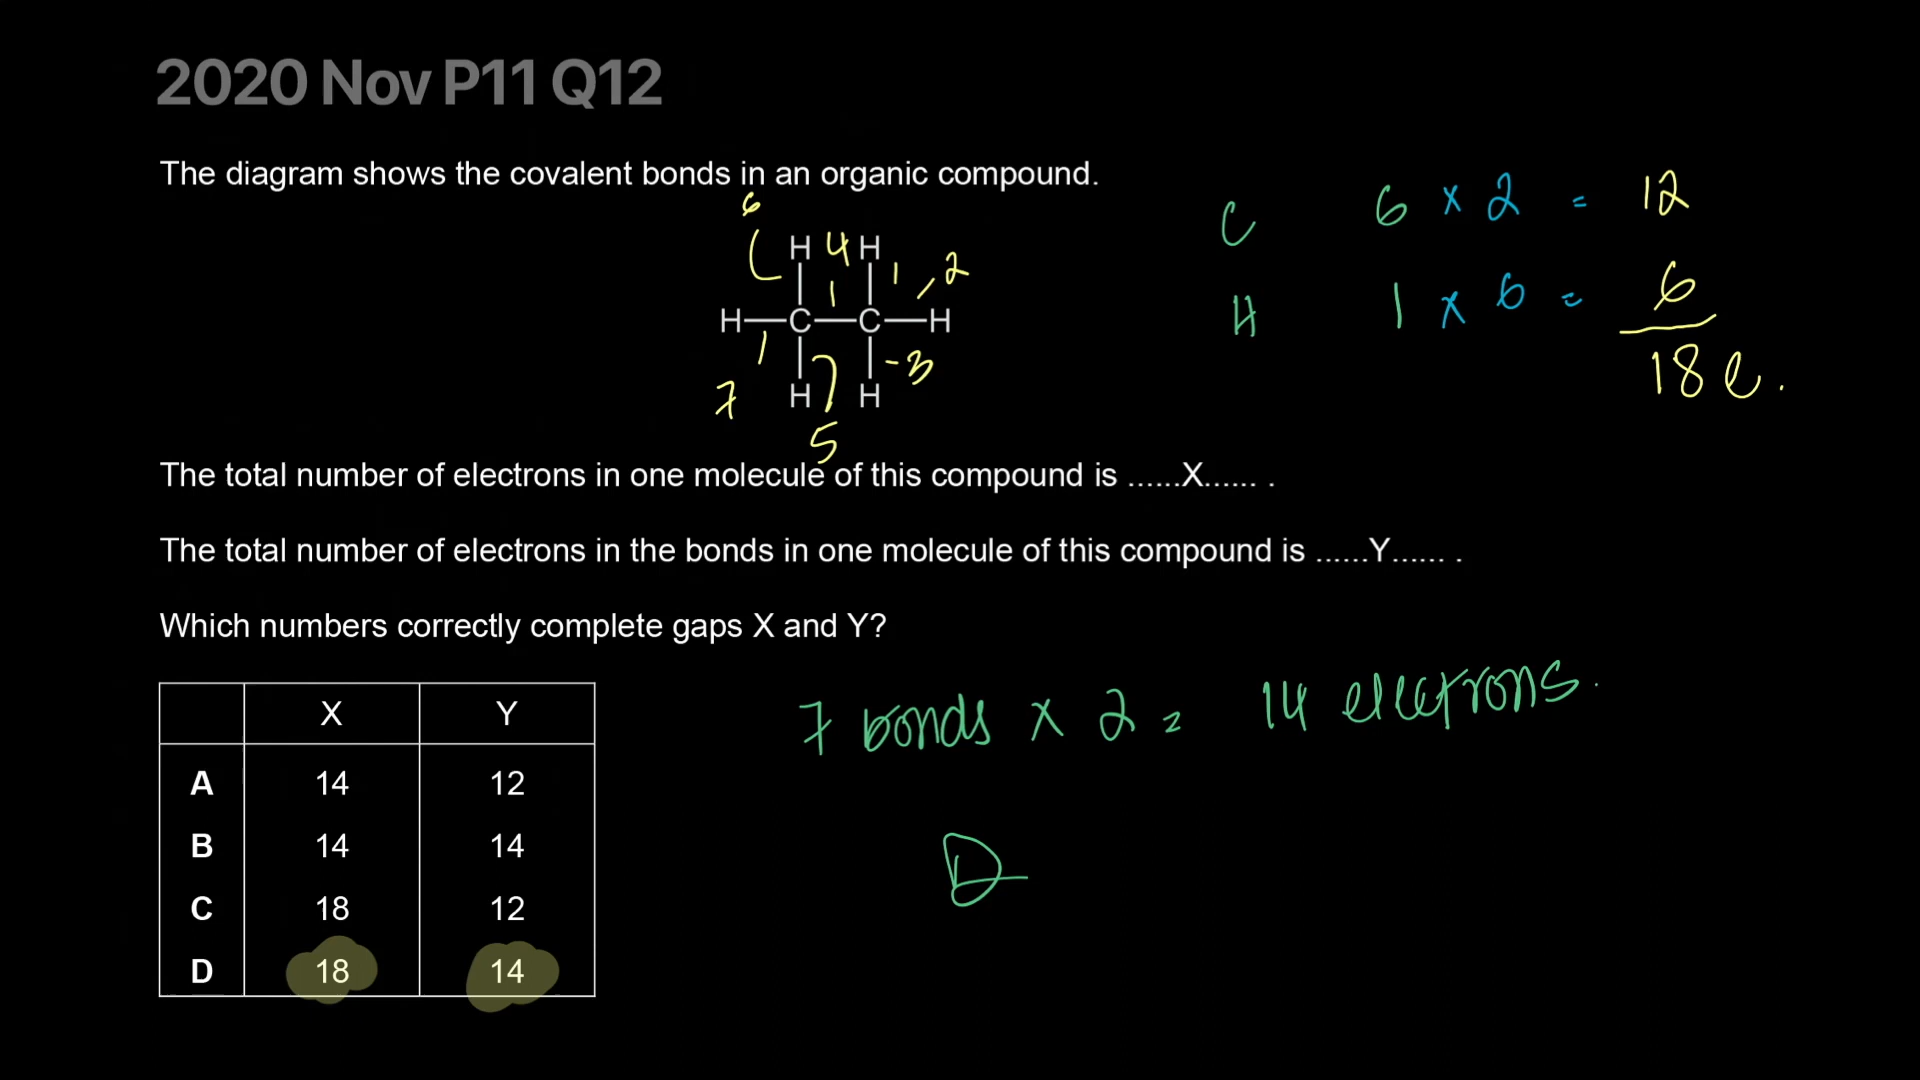 2020 Nov P11 Q12
The diagram shows the covalent bonds in an organic compound.
6
H 4 H
1 1 2
H C C H
1 3
7 H H
5
C 6 × 2 = 12
H 1 × 6 = 6
18 e.
The total number of electrons in one molecule of this compound is ......X...... .
The total number of electrons in the bonds in one molecule of this compound is ......Y...... .
Which numbers correctly complete gaps X and Y?
X Y
A 14 12
B 14 14
C 18 12
D 18 14
7 bonds × 2 = 14 electrons.
D